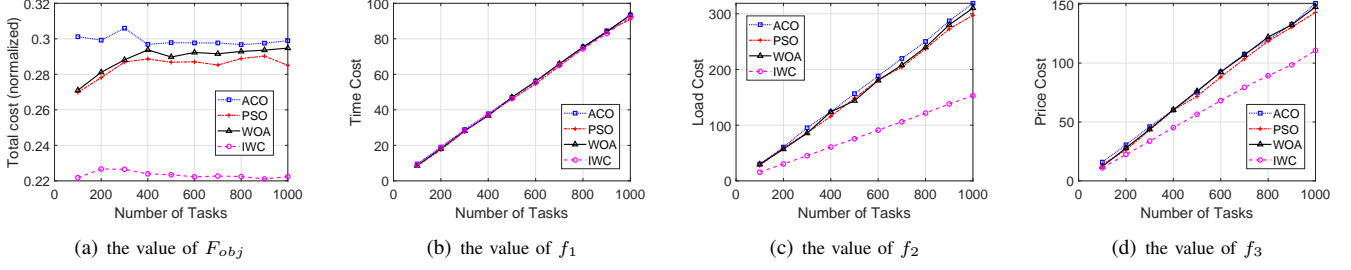 Total cost (normalized)
0.32
0.3
0.28
0.26
0.24
0.22
0 200 400 600 800 1000
Number of Tasks
ACO
PSO
WOA
IWC
(a) the value of F_obj
Time Cost
100
80
60
40
20
0
0 200 400 600 800 1000
Number of Tasks
ACO
PSO
WOA
IWC
(b) the value of f_1
Load Cost
300
200
100
0
0 200 400 600 800 1000
Number of Tasks
ACO
PSO
WOA
IWC
(c) the value of f_2
Price Cost
150
100
50
0
0 200 400 600 800 1000
Number of Tasks
ACO
PSO
WOA
IWC
(d) the value of f_3